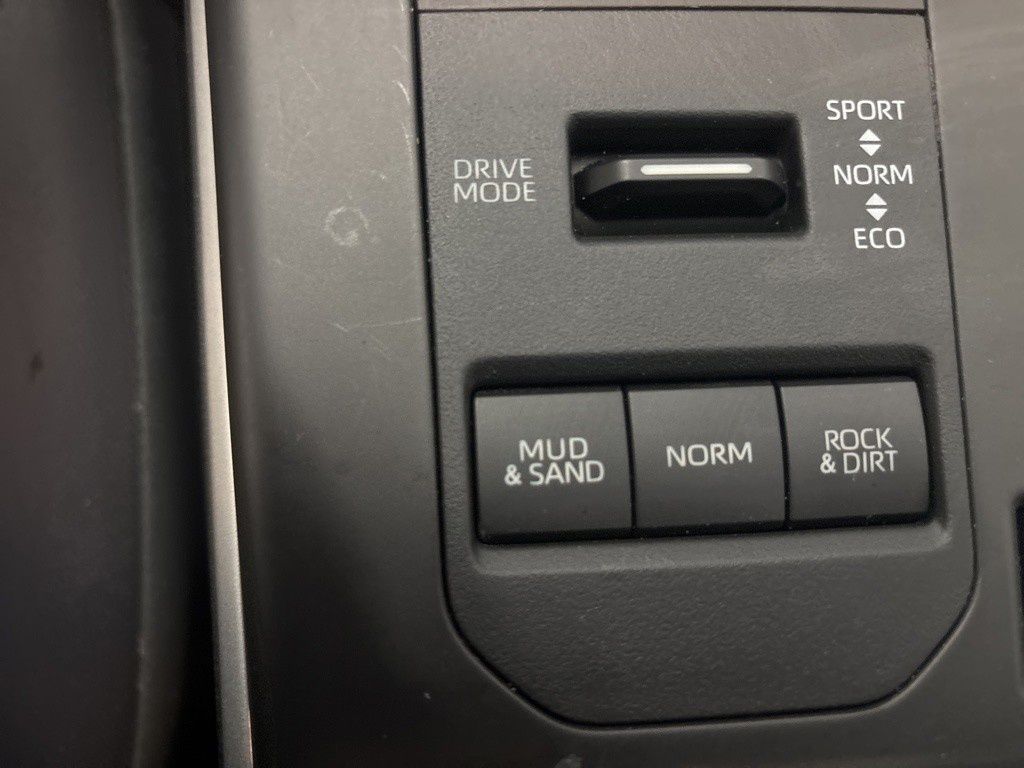 SPORT
DRIVE
MODE
NORM
ECO
MUD
& SAND
NORM
ROCK
& DIRT